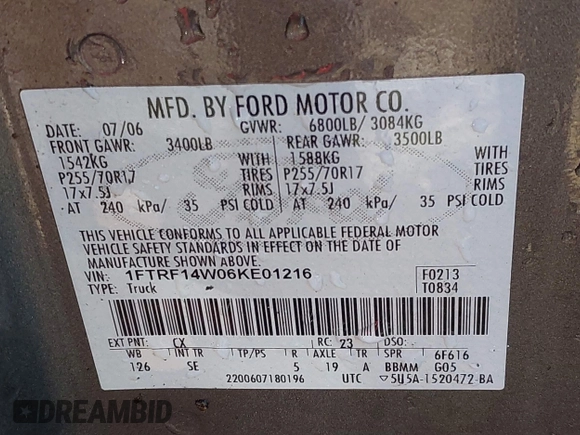 MFD. BY FORD MOTOR CO.
DATE: 07/06 GVWR: 6800LB/ 3084KG
FRONT GAWR: 3400LB REAR GAWR: 3500LB
1542KG WITH 1588KG WITH
P255/70R17 TIRES P255/70R17 TIRES
17x7.5J RIMS 17x7.5J RIMS
AT 240 kPa/ 35 PSI COLD AT 240 kPa/ 35 PSI COLD
THIS VEHICLE CONFORMS TO ALL APPLICABLE FEDERAL MOTOR
VEHICLE SAFETY STANDARDS IN EFFECT ON THE DATE OF
MANUFACTURE SHOWN ABOVE.
VIN: 1FTRF14W06KE01216 F0213
TYPE: Truck T0834
EXT PNT: CX RC: 23 DSO:
WB INT TR TP/PS R AXLE TR SPR 6F616
126 SE 5 19 A BBMM G05
2200607180196 UTC ▽5U5A-1520472-BA
DREAMBID